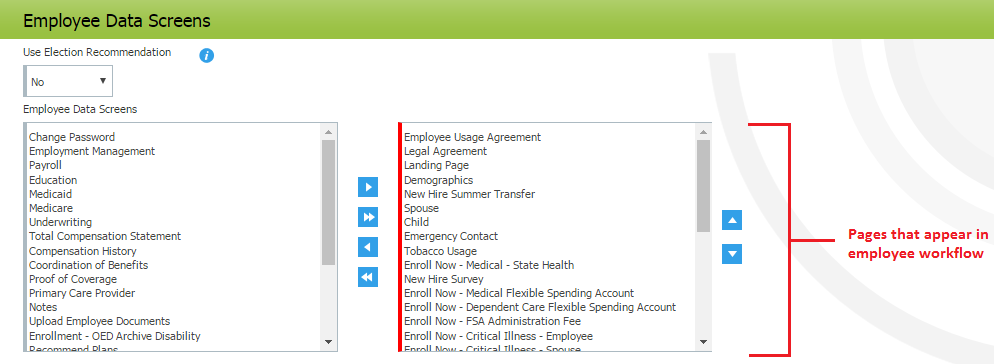 Employee Data Screens
Use Election Recommendation
No
Employee Data Screens
Change Password
Employment Management
Payroll
Education
Medicaid
Medicare
Underwriting
Total Compensation Statement
Compensation History
Coordination of Benefits
Proof of Coverage
Primary Care Provider
Notes
Upload Employee Documents
Enrollment - OED Archive Disability
Recommend Plans
Employee Usage Agreement
Legal Agreement
Landing Page
Demographics
New Hire Summer Transfer
Spouse
Child
Emergency Contact
Tobacco Usage
Enroll Now - Medical - State Health
New Hire Survey
Enroll Now - Medical Flexible Spending Account
Enroll Now - Dependent Care Flexible Spending Account
Enroll Now - FSA Administration Fee
Enroll Now - Critical Illness - Employee
Enroll Now - Critical Illness - Spouse
Pages that appear in
employee workflow